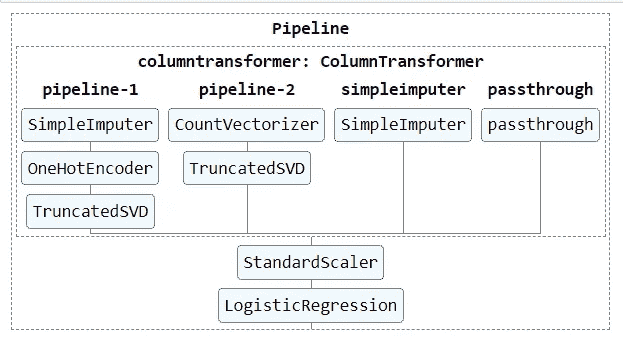 Pipeline
columntransformer: ColumnTransformer
pipeline-1 pipeline-2 simpleimputer passthrough
SimpleImputer CountVectorizer SimpleImputer passthrough
OneHotEncoder TruncatedSVD
TruncatedSVD
StandardScaler
LogisticRegression